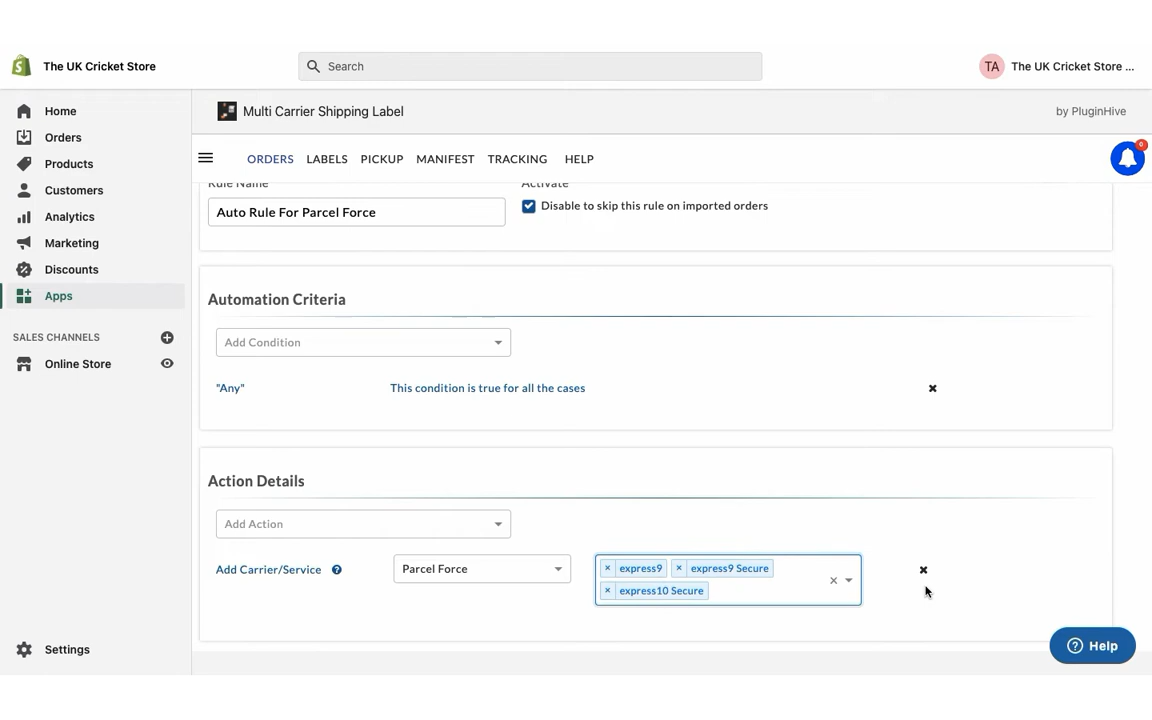 The UK Cricket Store
Search
TA
The UK Cricket Store ...
Home
Orders
Products
Customers
Analytics
Marketing
Discounts
Apps
SALES CHANNELS
Online Store
Settings
Multi Carrier Shipping Label
by PluginHive
ORDERS LABELS PICKUP MANIFEST TRACKING HELP
0
Rule Name
Activate
Auto Rule For Parcel Force
Disable to skip this rule on imported orders
Automation Criteria
Add Condition
"Any"
This condition is true for all the cases
Action Details
Add Action
Add Carrier/Service
Parcel Force
× express9 × express9 Secure
× express10 Secure
Help